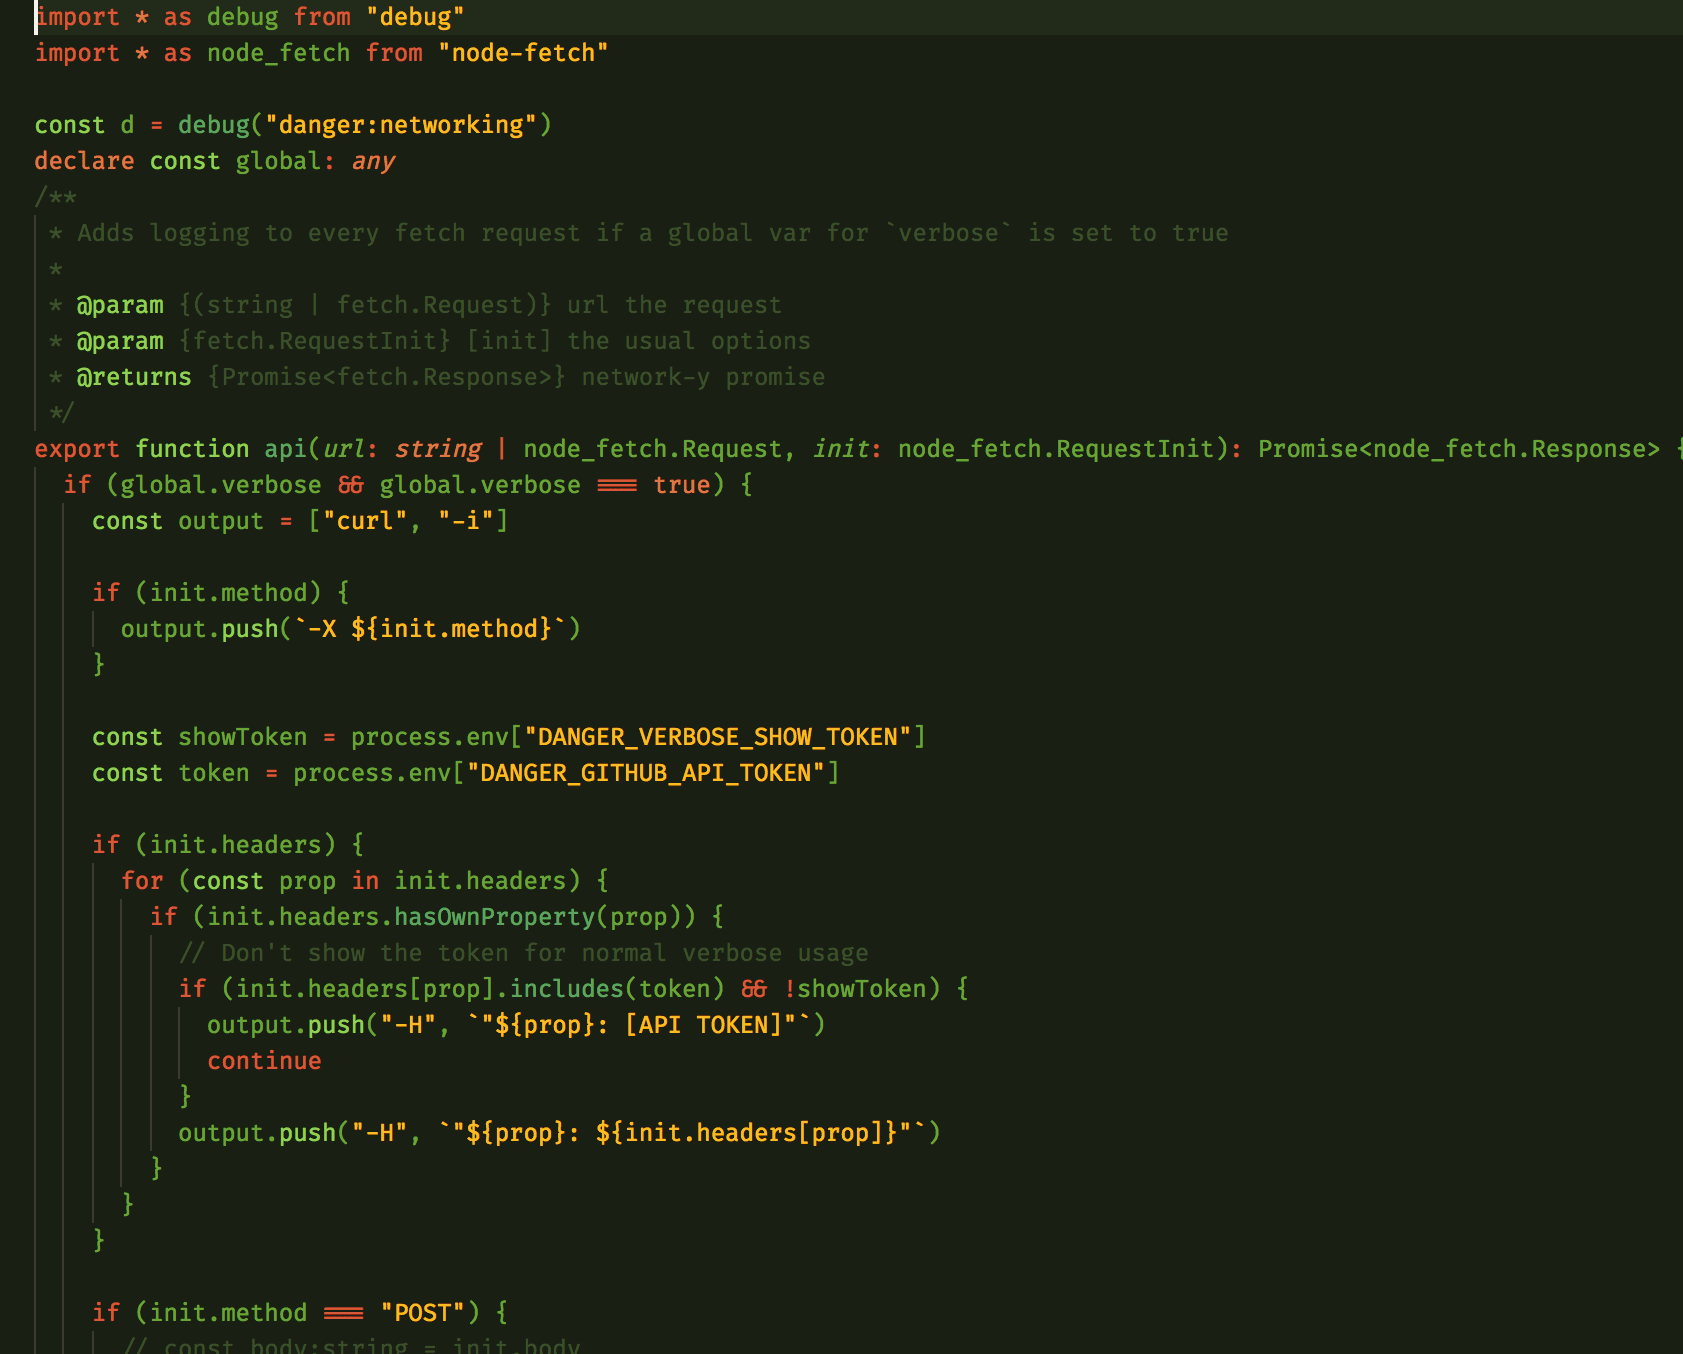 import * as debug from "debug"
import * as node_fetch from "node-fetch"

const d = debug("danger:networking")
declare const global: any
/**
 * Adds logging to every fetch request if a global var for `verbose` is set to true
 *
 * @param {(string | fetch.Request)} url the request
 * @param {fetch.RequestInit} [init] the usual options
 * @returns {Promise<fetch.Response>} network-y promise
 */
export function api(url: string | node_fetch.Request, init: node_fetch.RequestInit): Promise<node_fetch.Response> {
  if (global.verbose && global.verbose === true) {
    const output = ["curl", "-i"]

    if (init.method) {
      output.push(`-X ${init.method}`)
    }

    const showToken = process.env["DANGER_VERBOSE_SHOW_TOKEN"]
    const token = process.env["DANGER_GITHUB_API_TOKEN"]

    if (init.headers) {
      for (const prop in init.headers) {
        if (init.headers.hasOwnProperty(prop)) {
          // Don't show the token for normal verbose usage
          if (init.headers[prop].includes(token) && !showToken) {
            output.push("-H", `"${prop}: [API TOKEN]"`)
            continue
          }
          output.push("-H", `"${prop}: ${init.headers[prop]}"`)
        }
      }
    }

    if (init.method === "POST") {
      // const body:string = init.body